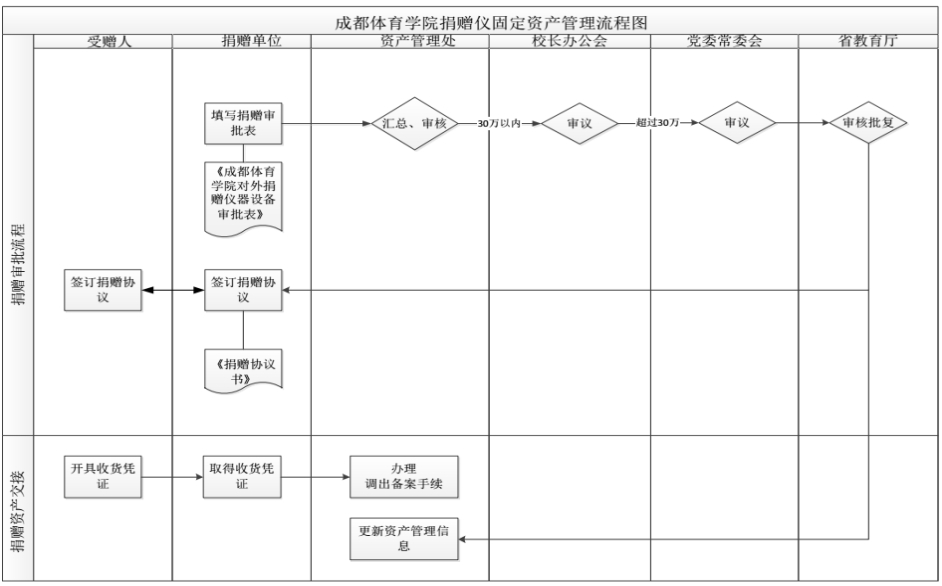 成都体育学院捐赠仪固定资产管理流程图
受赠人
捐赠单位
资产管理处
校长办公会
党委常委会
省教育厅
捐赠审批流程
填写捐赠审
批表
汇总、审核
30万以内
审议
超过30万
审议
审核批复
《成都体育
学院对外捐
赠仪器设备
审批表》
签订捐赠协
议
签订捐赠协
议
《捐赠协议
书》
捐赠资产交接
开具收货凭
证
取得收货凭
证
办理
调出备案手续
更新资产管理信
息